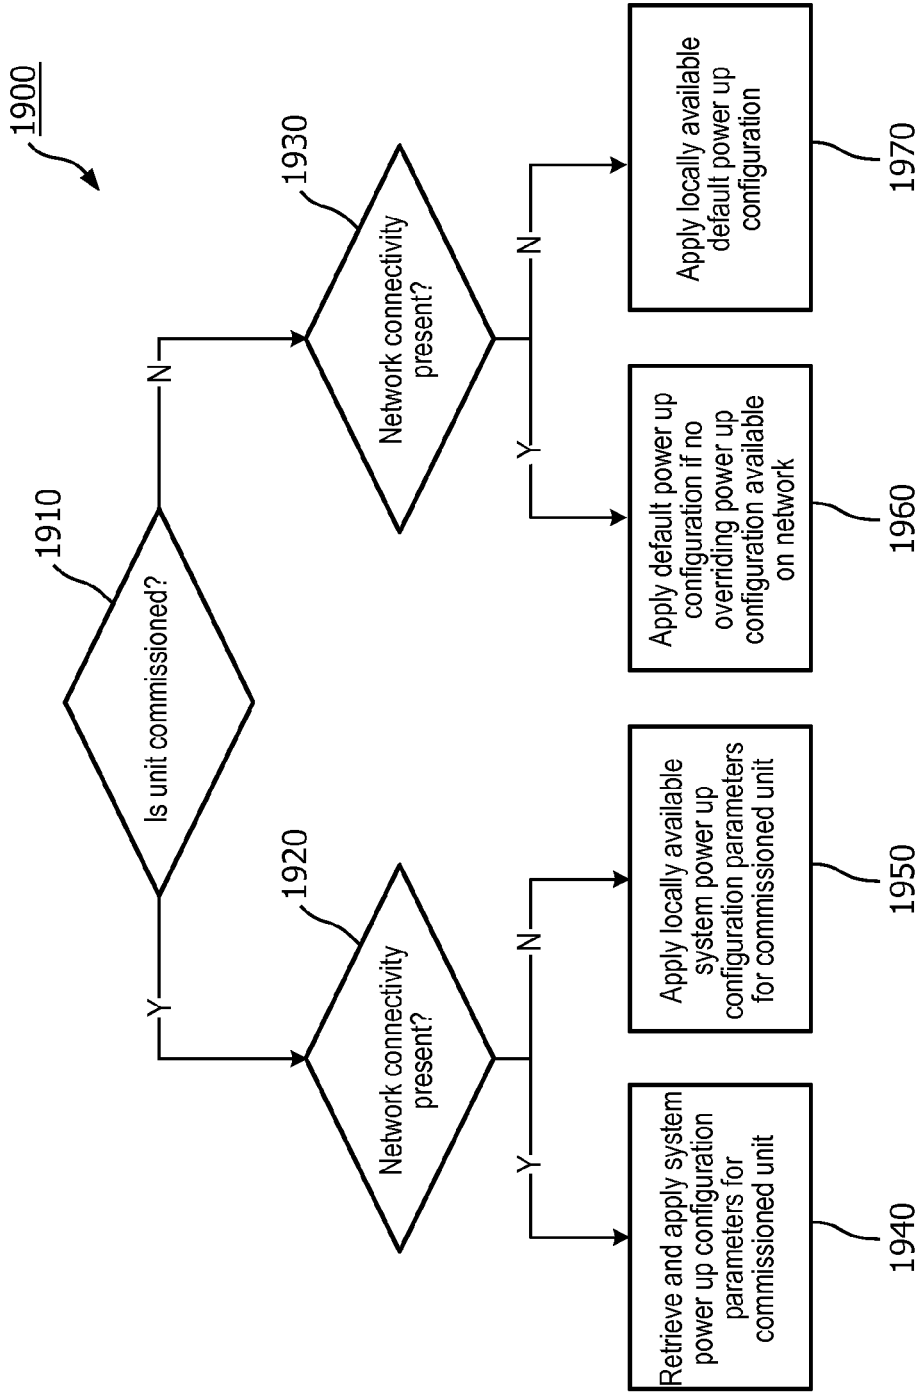 1900
1910
Is unit commissioned?
Y
N
1920
Network connectivity
present?
Y
N
1930
Network connectivity
present?
Y
N
Retrieve and apply system
power up configuration
parameters for
commissioned unit
1940
Apply locally available
system power up
configuration parameters
for commissioned unit
1950
Apply default power up
configuration if no
overriding power up
configuration available
on network
1960
Apply locally available
default power up
configuration
1970